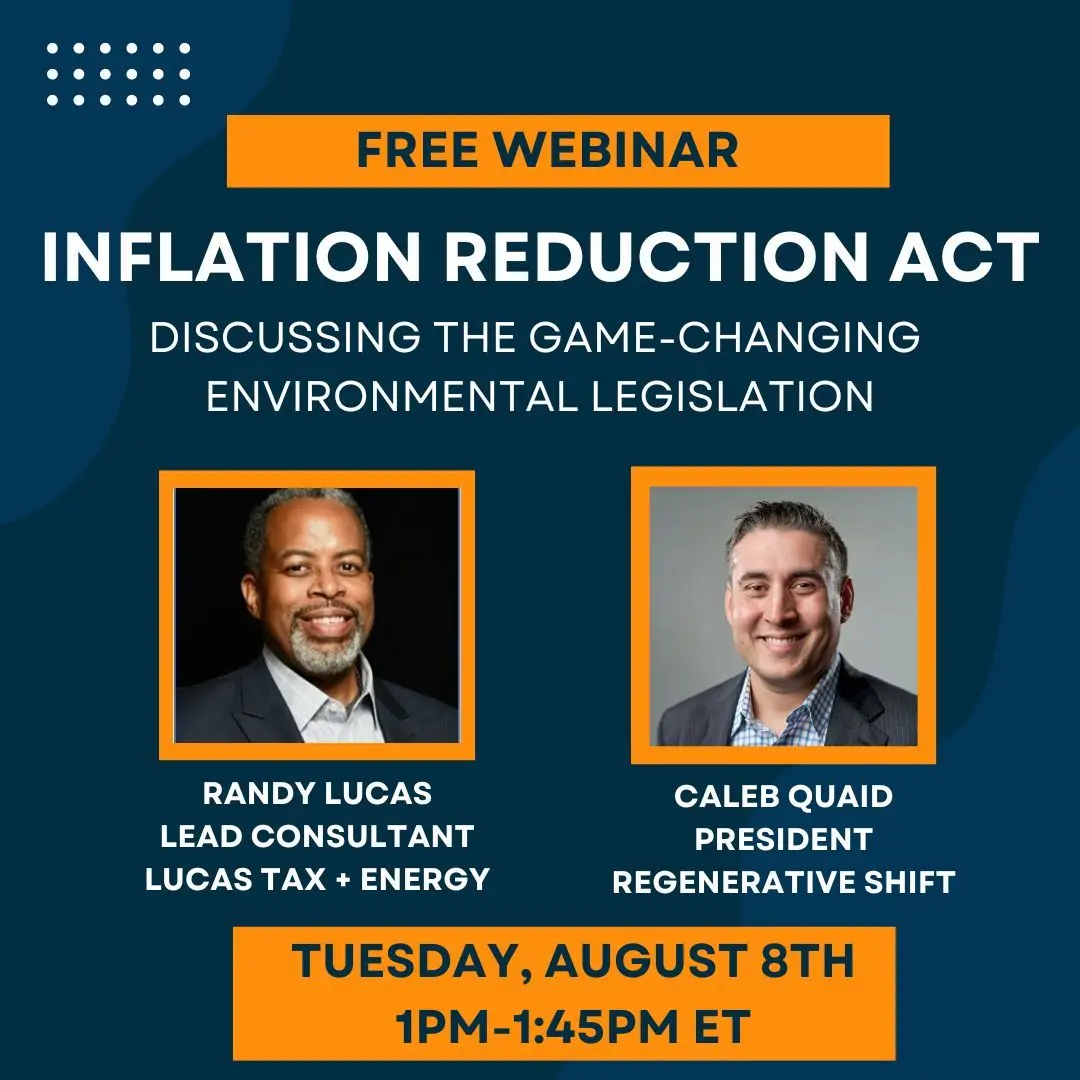 FREE WEBINAR
INFLATION REDUCTION ACT
DISCUSSING THE GAME-CHANGING
ENVIRONMENTAL LEGISLATION
RANDY LUCAS
LEAD CONSULTANT
LUCAS TAX + ENERGY
CALEB QUAID
PRESIDENT
REGENERATIVE SHIFT
TUESDAY, AUGUST 8TH
1PM-1:45PM ET